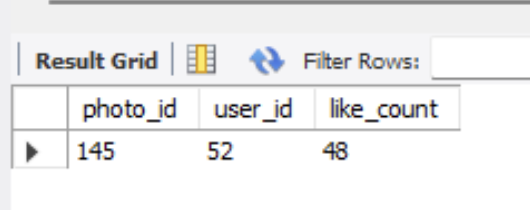 Result Grid Filter Rows:
photo_id user_id like_count
145 52 48